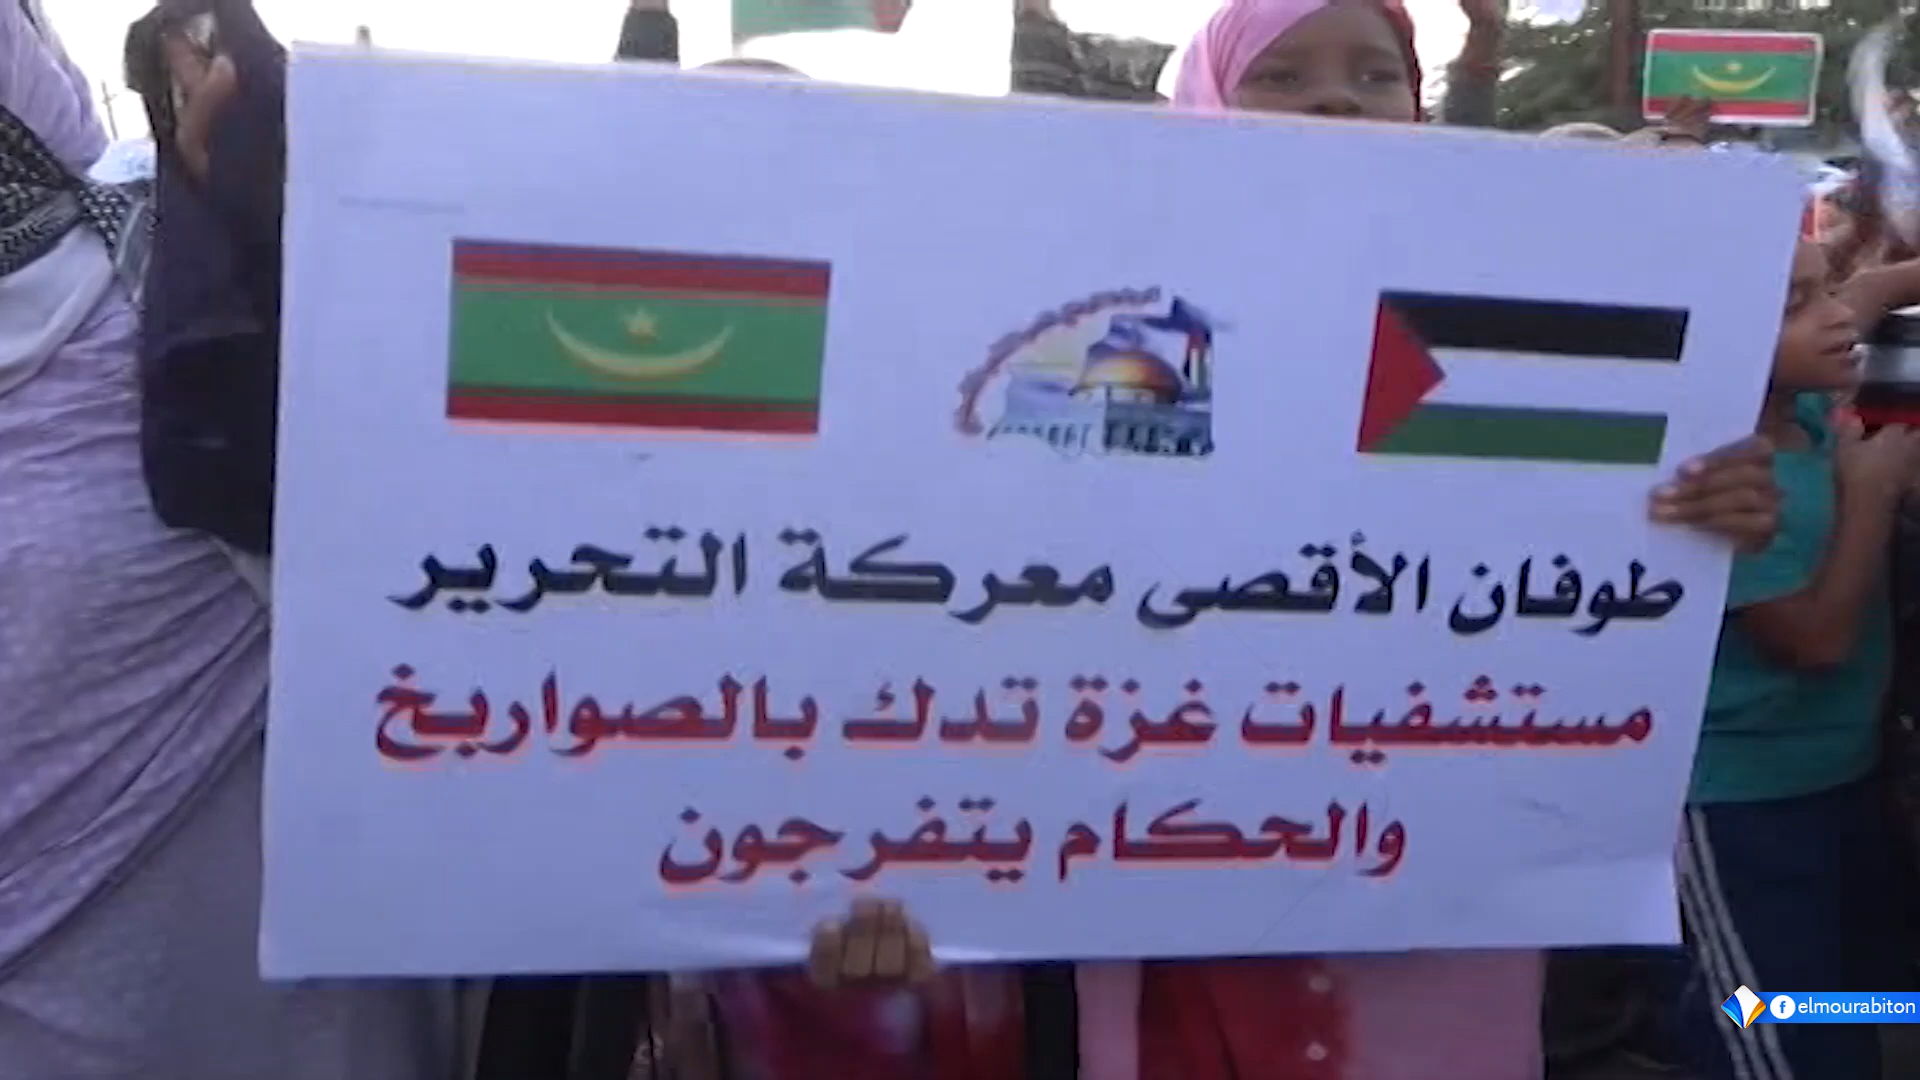 طوفان الأقصى معركة التحرير
مستشفيات غزة تدك بالصواريخ
والحكام يتفرجون
elmourabiton